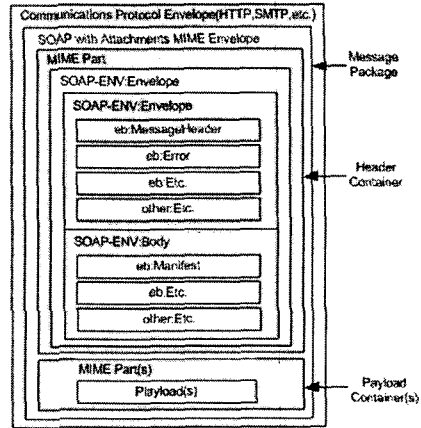 Communications Protocol Envelope(HTTP,SMTP,etc.)
SOAP with Attachments MIME Envelope
MIME Part
SOAP-ENV:Envelope
SOAP-ENV:Envelope
eb:MessageHeader
eb:Error
eb:Etc.
other:Etc.
SOAP-ENV:Body
eb:Manifest
eb:Etc.
other:Etc.
MIME Part(s)
Playload(s)
Message
Package
Header
Container
Payload
Container(s)